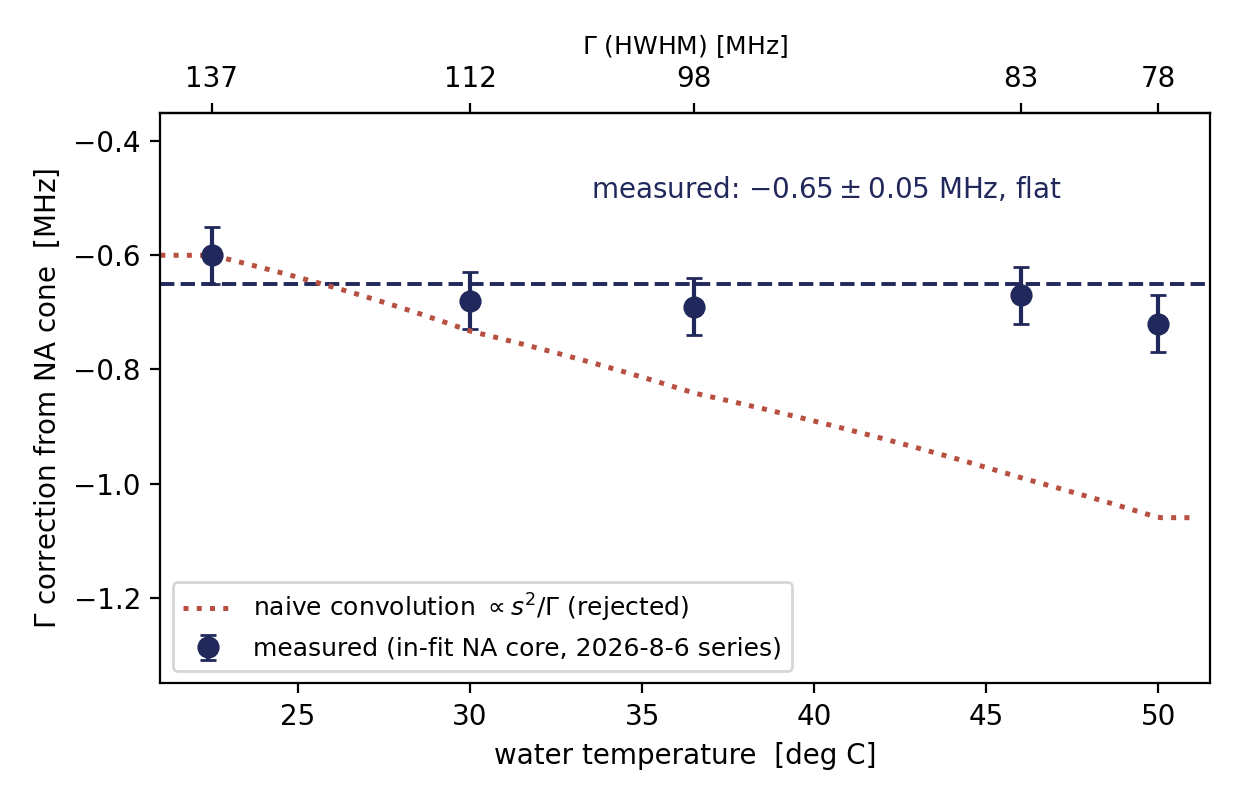 Γ (HWHM) [MHz]
137 112 98 83 78
−0.4
measured: −0.65 ± 0.05 MHz, flat
−0.6
−0.8
−1.0
−1.2
Γ correction from NA cone [MHz]
naive convolution ∝ s²/Γ (rejected)
measured (in-fit NA core, 2026-8-6 series)
25 30 35 40 45 50
water temperature [deg C]